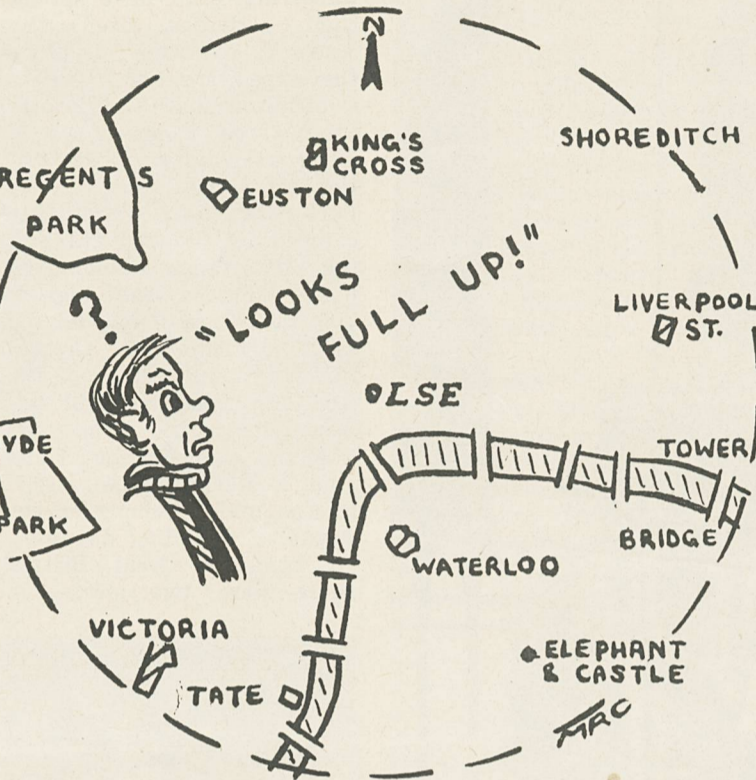 N
KING'S
CROSS
SHOREDITCH
REGENT S
PARK
EUSTON
?
"LOOKS
FULL UP!"
LIVERPOOL
ST.
LSE
YDE
PARK
TOWER
BRIDGE
WATERLOO
VICTORIA
TATE
ELEPHANT
& CASTLE
MRC